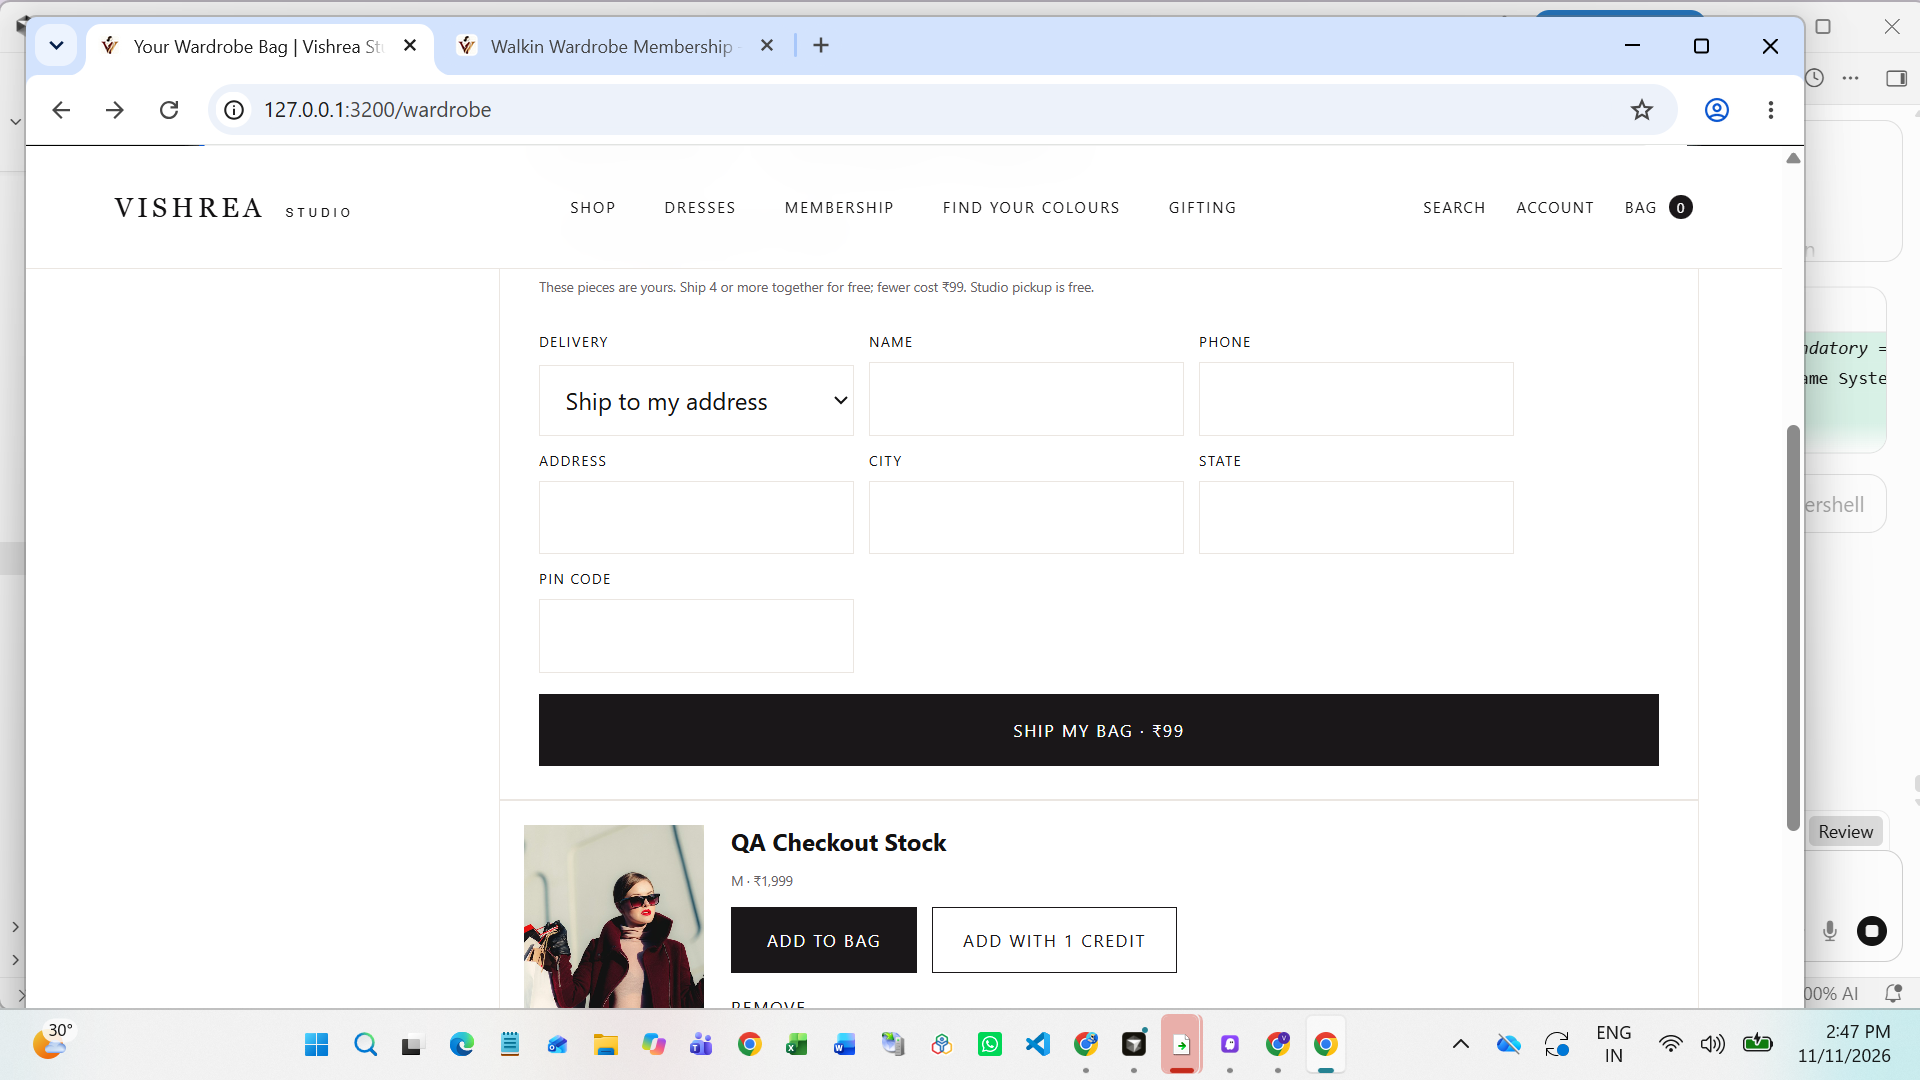 Your Wardrobe Bag | Vishrea St
Walkin Wardrobe Membership
127.0.0.1:3200/wardrobe
VISHREA STUDIO
SHOP DRESSES MEMBERSHIP FIND YOUR COLOURS GIFTING
SEARCH ACCOUNT BAG 0
These pieces are yours. Ship 4 or more together for free; fewer cost ₹99. Studio pickup is free.
DELIVERY NAME PHONE
Ship to my address
ADDRESS CITY STATE
PIN CODE
SHIP MY BAG · ₹99
QA Checkout Stock
M · ₹1,999
ADD TO BAG ADD WITH 1 CREDIT
REMOVE
ndatory =
ame Syste
ershell
Review
00% AI
30°
ENG
IN
2:47 PM
11/11/2026